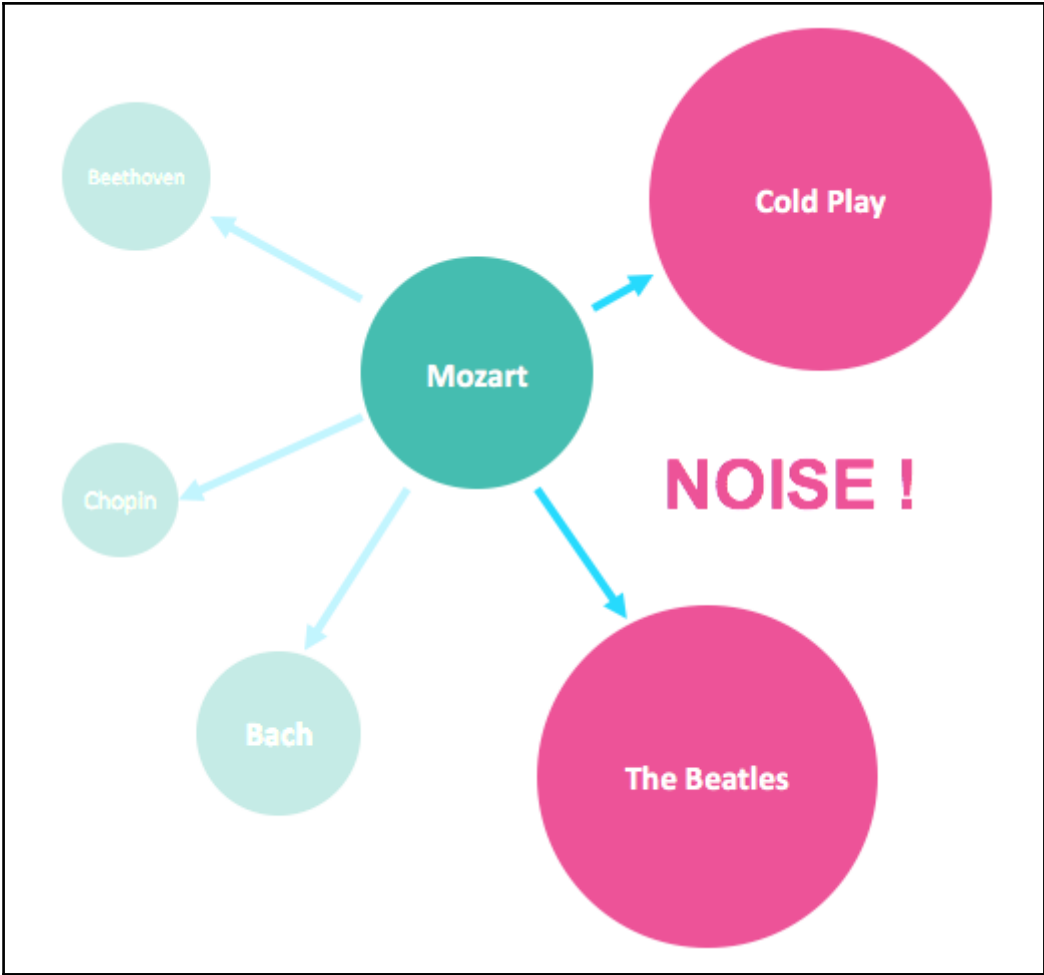 Beethoven
Cold Play
Mozart
NOISE !
Chopin
Bach
The Beatles